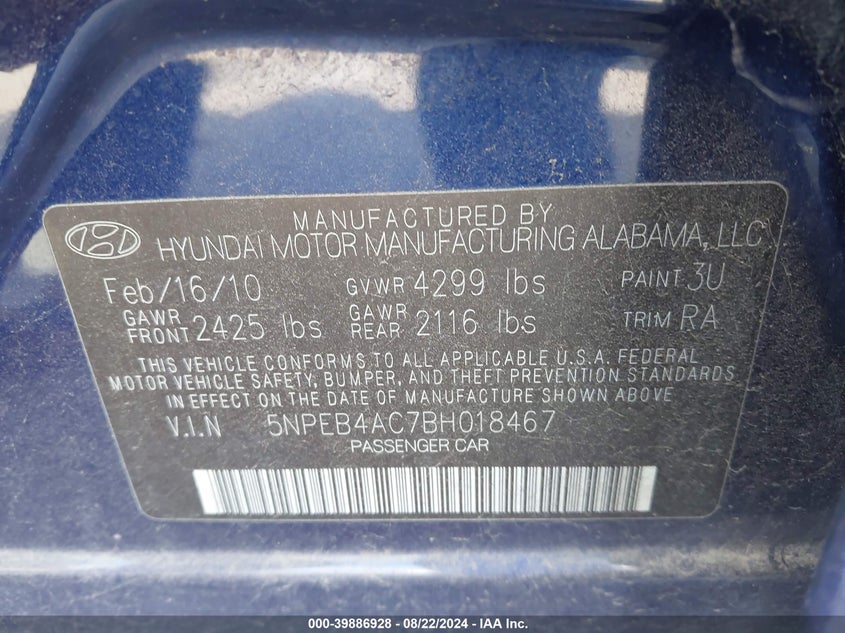 MANUFACTURED BY
HYUNDAI MOTOR MANUFACTURING ALABAMA, LLC
Feb/16/10 GVWR 4299 lbs PAINT 3U
GAWR FRONT 2425 lbs GAWR REAR 2116 lbs TRIM RA
THIS VEHICLE CONFORMS TO ALL APPLICABLE U.S.A. FEDERAL
MOTOR VEHICLE SAFETY, BUMPER, AND THEFT PREVENTION STANDARDS
IN EFFECT ON THE DATE OF MANUFACTURE SHOWN ABOVE.
V.I.N 5NPEB4AC7BH018467
PASSENGER CAR
000-39886928 - 08/22/2024 - IAA Inc.